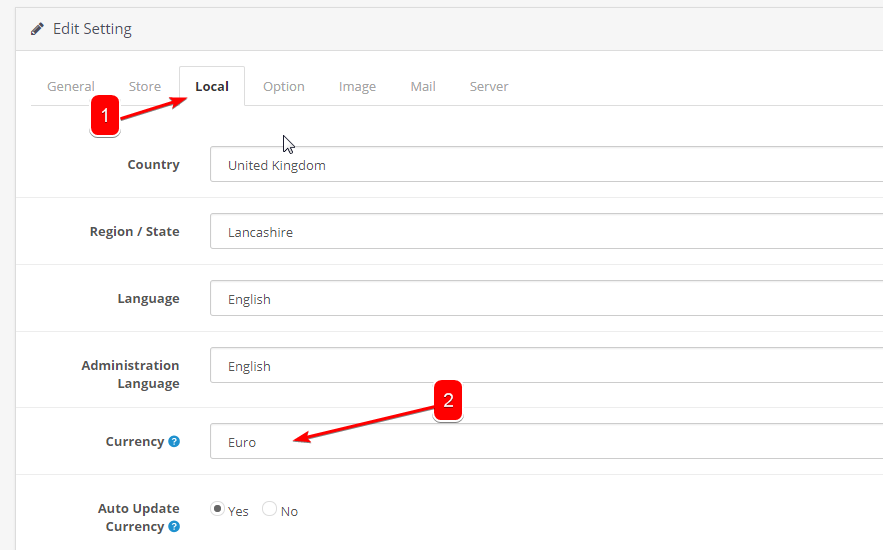 Edit Setting
General Store Local Option Image Mail Server
1
Country United Kingdom
Region / State Lancashire
Language English
Administration
Language English
2
Currency ? Euro
Auto Update
Currency ? Yes No